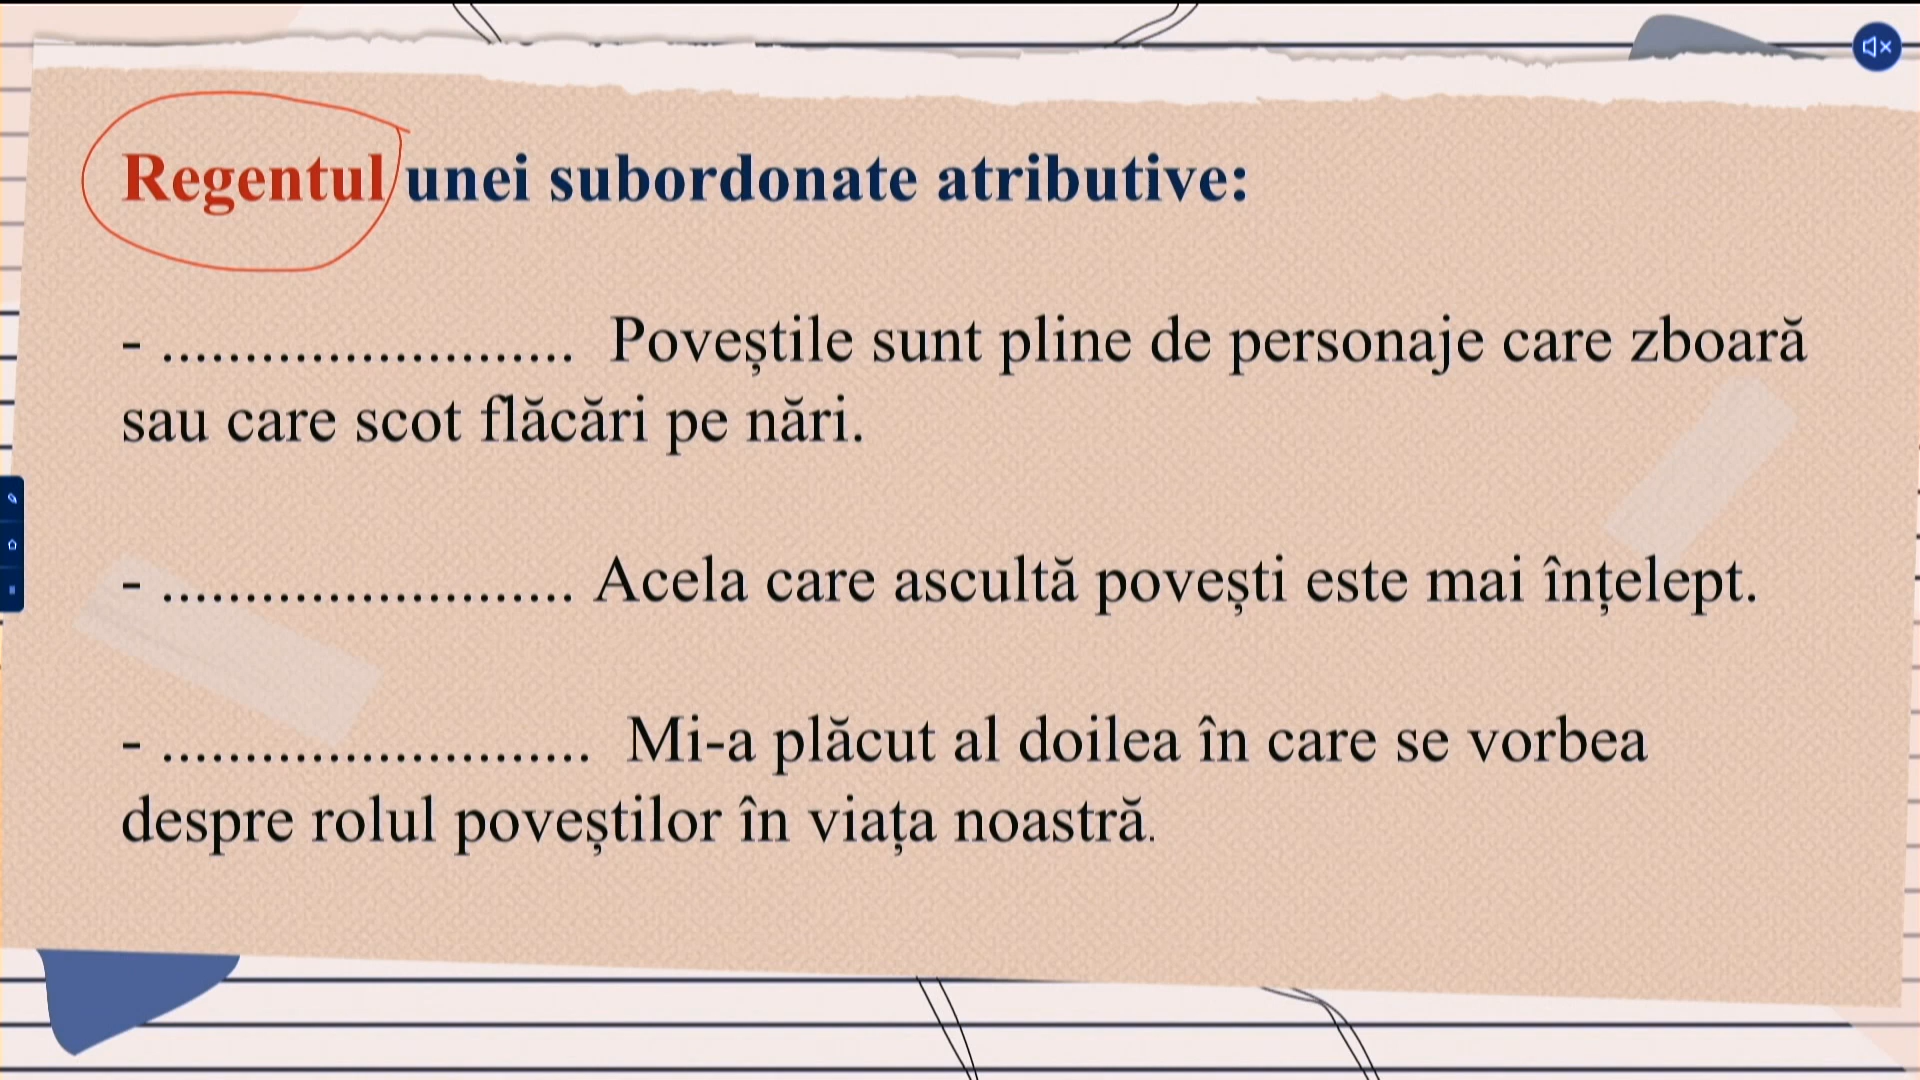 Regentul unei subordonate atributive:
- ......................... Poveștile sunt pline de personaje care zboară
sau care scot flăcări pe nări.
- ......................... Acela care ascultă povești este mai înțelept.
- .......................... Mi-a plăcut al doilea în care se vorbea
despre rolul poveștilor în viața noastră.